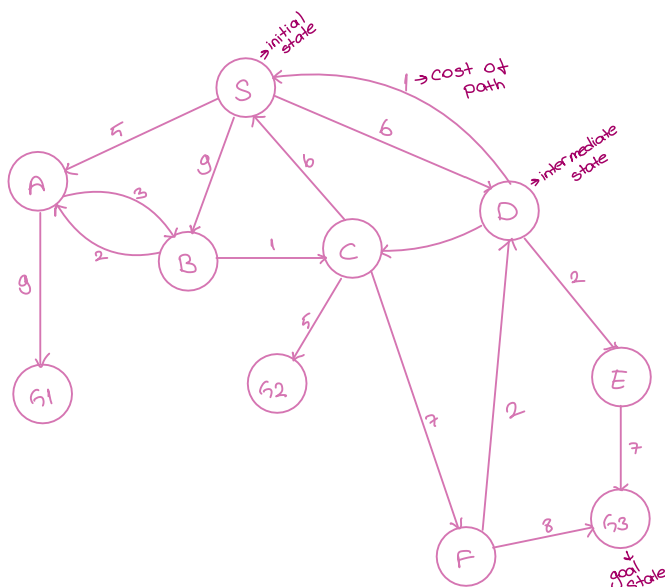 →initial
state
S
1 →cost of
path
5
6
9
6
→intermediate
state
A
3
D
B
2
1
C
9
2
5
G1
G2
E
7
2
7
8
G3
F
goal
state